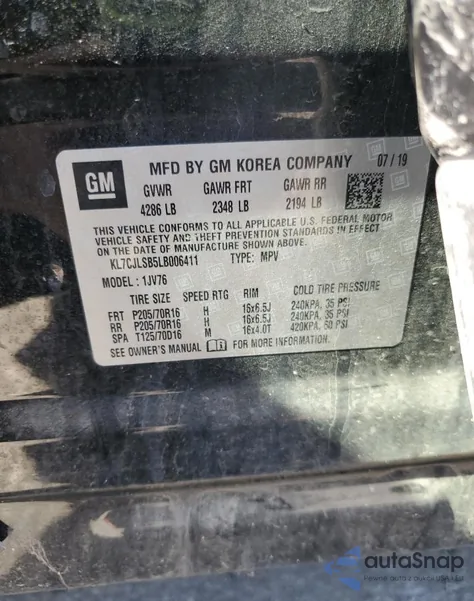 GM
MFD BY GM KOREA COMPANY 07/19
GVWR GAWR FRT GAWR RR
4286 LB 2348 LB 2194 LB
THIS VEHICLE CONFORMS TO ALL APPLICABLE U.S. FEDERAL MOTOR
VEHICLE SAFETY AND THEFT PREVENTION STANDARDS IN EFFECT ON
THE DATE OF MANUFACTURE SHOWN ABOVE.
KL7CJLSB5LB006411 TYPE: MPV
MODEL: 1JV76
TIRE SIZE SPEED RTG RIM COLD TIRE PRESSURE
FRT P205/70R16 H 16x6.5J 240KPA, 35 PSI
RR P205/70R16 H 16x6.5J 240KPA, 35 PSI
SPA T125/70D16 M 16x4.0T 420KPA, 60 PSI
SEE OWNER'S MANUAL FOR MORE INFORMATION.
autoSnap